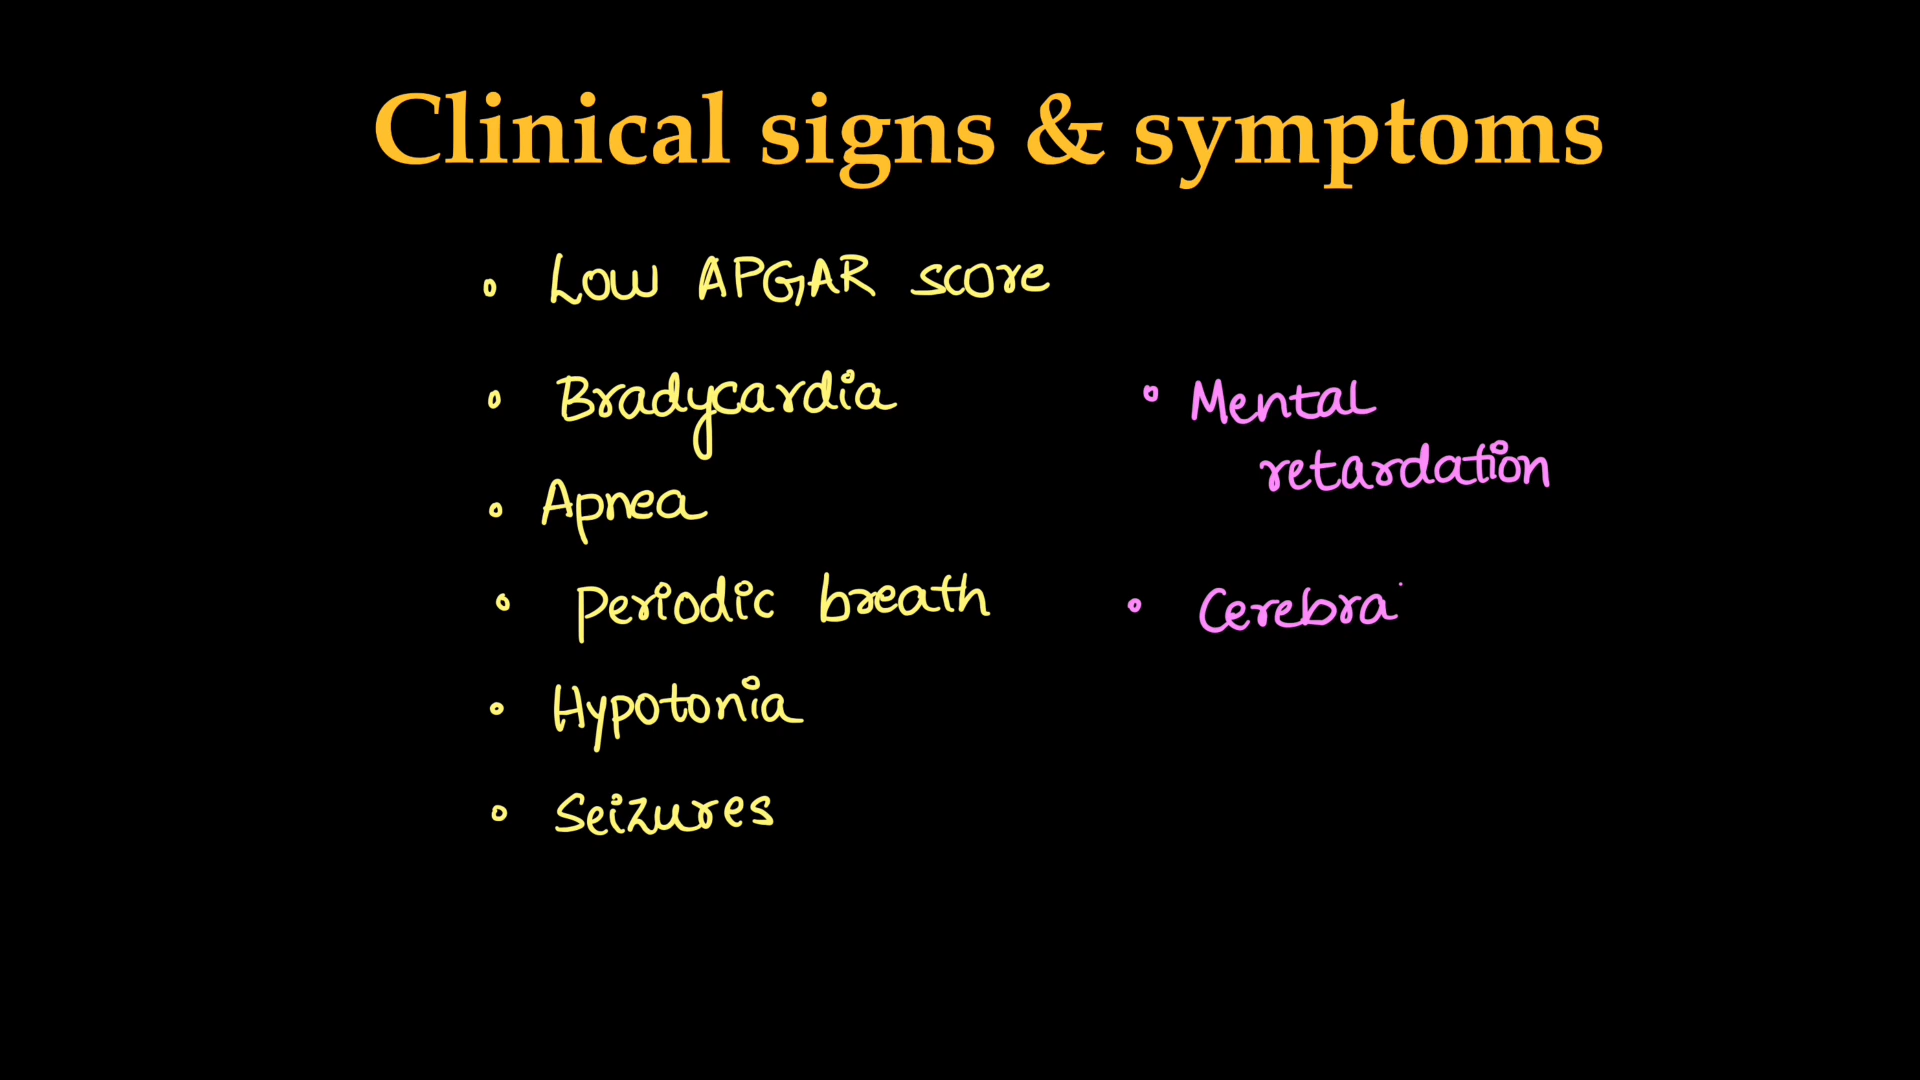 Clinical signs & symptoms
• Low APGAR score
• Bradycardia
• Apnea
• Periodic breath
• Hypotonia
• Seizures
• Mental
retardation
• Cerebra